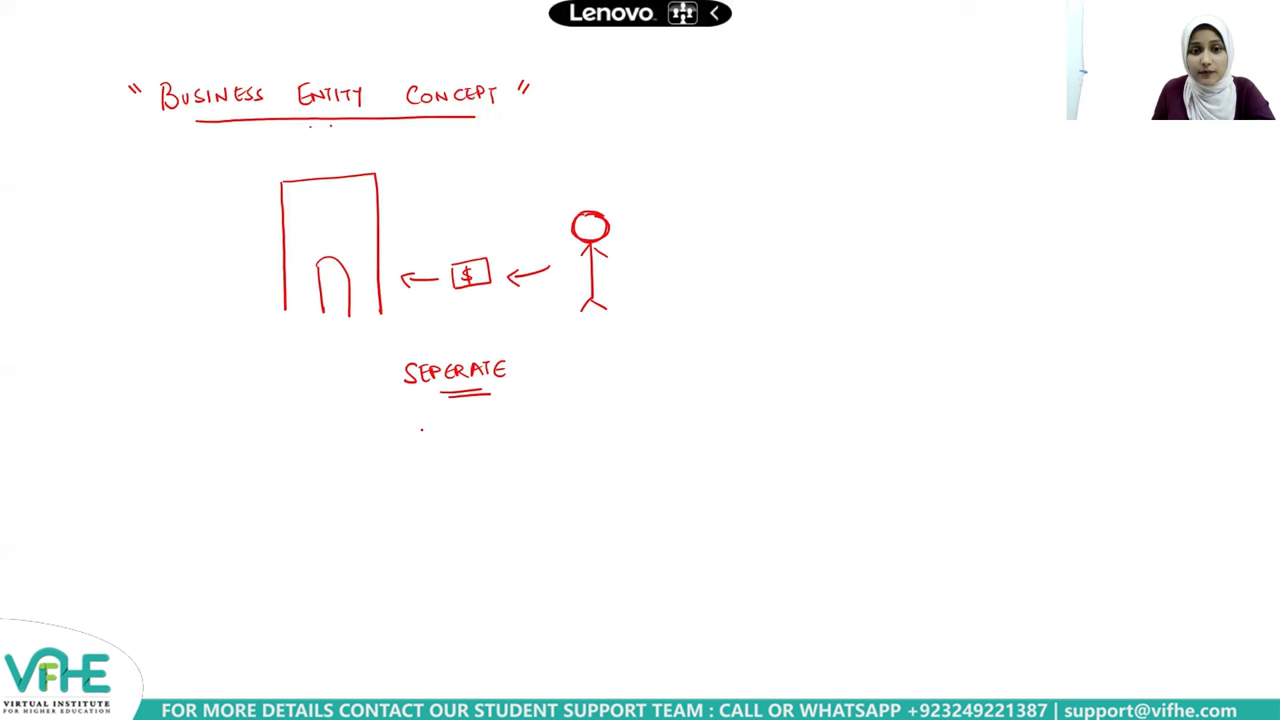 Lenovo
" BUSINESS ENTITY CONCEPT "
$
SEPERATE
VFHE
VIRTUAL INSTITUTE
FOR HIGHER EDUCATION
FOR MORE DETAILS CONTACT OUR STUDENT SUPPORT TEAM : CALL OR WHATSAPP +923249221387 | support@vifhe.com